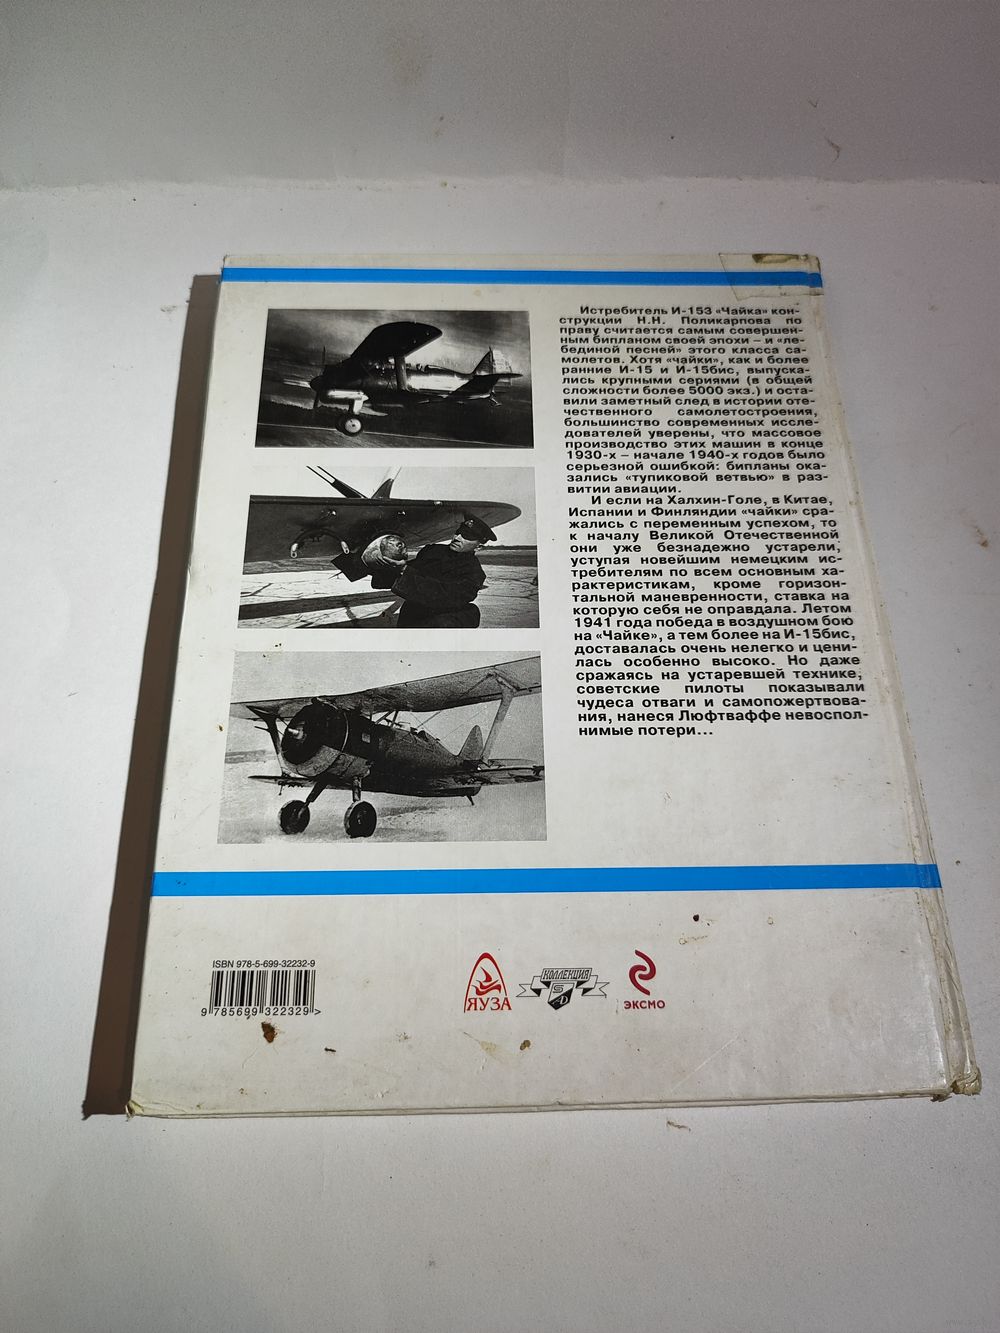 Истребитель И-153 «Чайка» кон-
струкции Н.Н. Поликарпова по
праву считается самым совершен-
ным бипланом своей эпохи – и «ле-
бединой песней» этого класса са-
молетов. Хотя «чайки», как и более
ранние И-15 и И-15бис, выпуска-
лись крупными сериями (в общей
сложности более 5000 экз.) и оста-
вили заметный след в истории оте-
чественного самолетостроения,
большинство современных иссле-
дователей уверены, что массовое
производство этих машин в конце
1930-х – начале 1940-х годов было
серьезной ошибкой: бипланы ока-
зались «тупиковой ветвью» в раз-
витии авиации.
И если на Халхин-Голе, в Китае,
Испании и Финляндии «чайки» сра-
жались с переменным успехом, то
к началу Великой Отечественной
они уже безнадежно устарели,
уступая новейшим немецким ис-
требителям по всем основным ха-
рактеристикам, кроме горизон-
тальной маневренности, ставка на
которую себя не оправдала. Летом
1941 года победа в воздушном бою
на «Чайке», а тем более на И-15бис,
доставалась очень нелегко и цени-
лась особенно высоко. Но даже
сражаясь на устаревшей технике,
советские пилоты показывали
чудеса отваги и самопожертвова-
ния, нанеся Люфтваффе невоспол-
нимые потери...
ISBN 978-5-699-32232-9
9 785699 322329 >
ЯУЗА
КОЛЛЕКЦИЯ
ЭКСМО